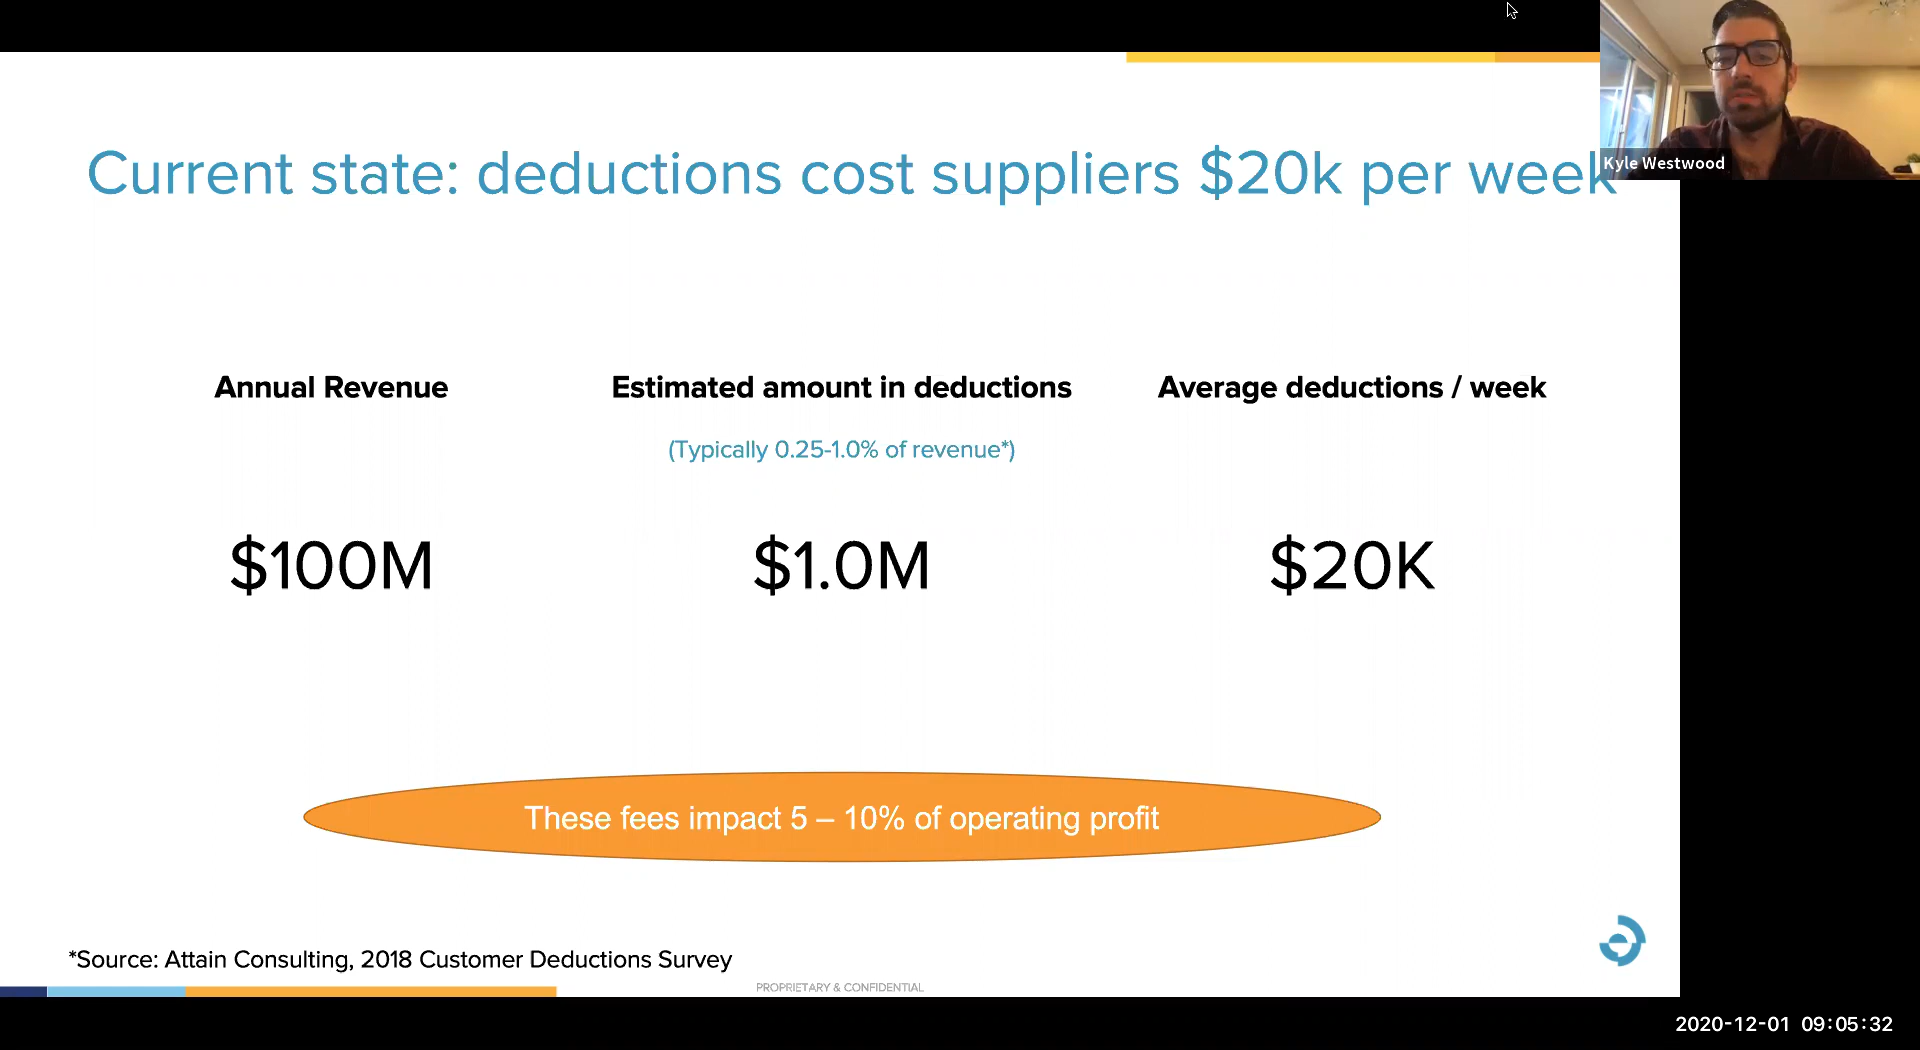 Current state: deductions cost suppliers $20k per week
Kyle Westwood
Annual Revenue
Estimated amount in deductions
Average deductions / week
(Typically 0.25-1.0% of revenue*)
$100M
$1.0M
$20K
These fees impact 5 – 10% of operating profit
*Source: Attain Consulting, 2018 Customer Deductions Survey
PROPRIETARY & CONFIDENTIAL
2020-12-01 09:05:32